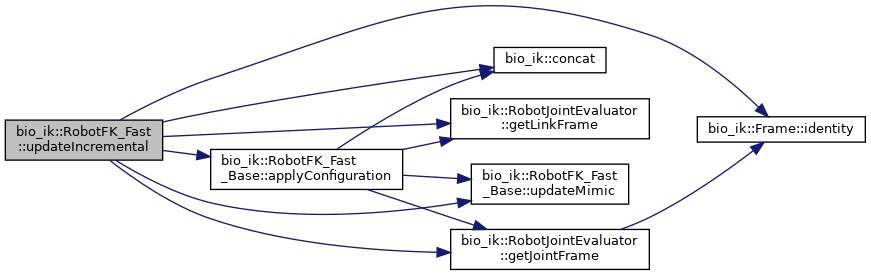 bio_ik::RobotFK_Fast
::updateIncremental
bio_ik::RobotFK_Fast
_Base::applyConfiguration
bio_ik::concat
bio_ik::RobotJointEvaluator
::getLinkFrame
bio_ik::RobotFK_Fast
_Base::updateMimic
bio_ik::RobotJointEvaluator
::getJointFrame
bio_ik::Frame::identity